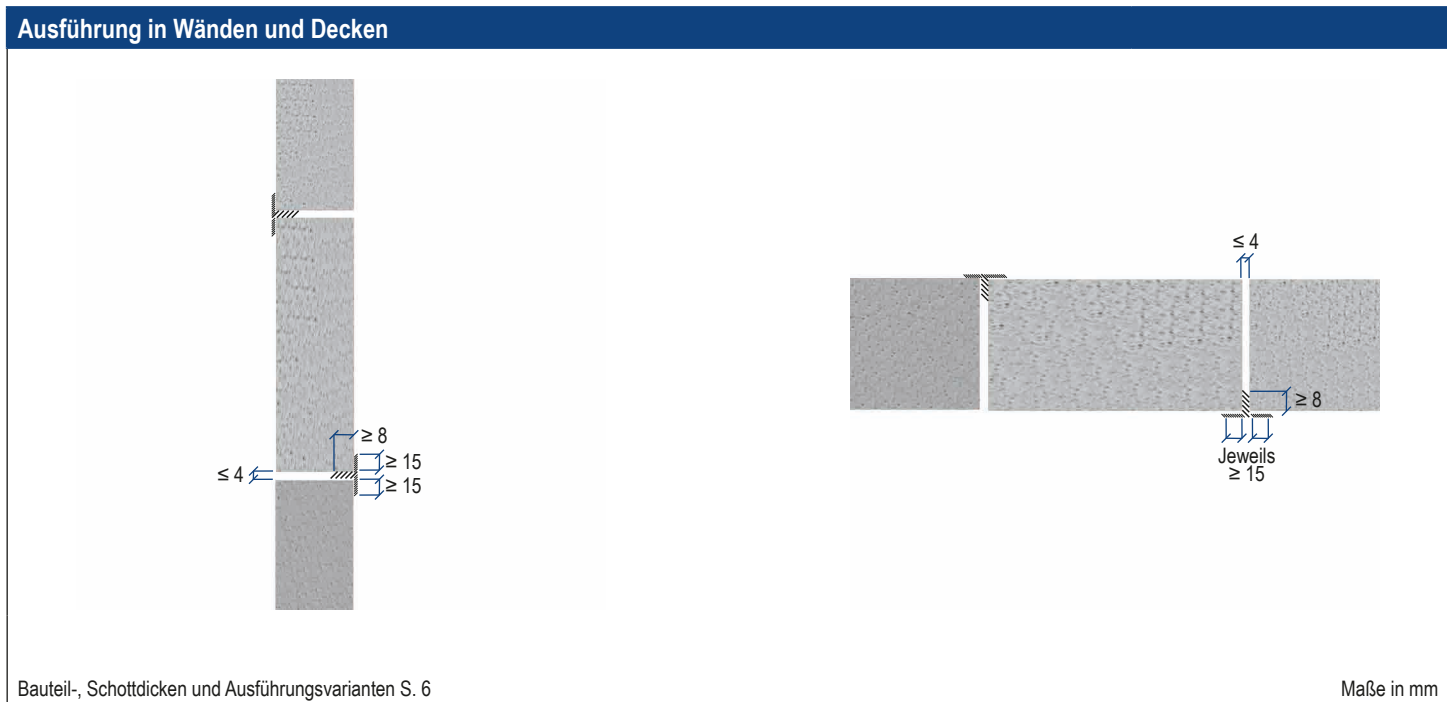 Ausführung in Wänden und Decken
≥ 8
≥ 15
≤ 4
≥ 15
≤ 4
≥ 8
Jeweils
≥ 15
Bauteil-, Schottdicken und Ausführungsvarianten S. 6
Maße in mm